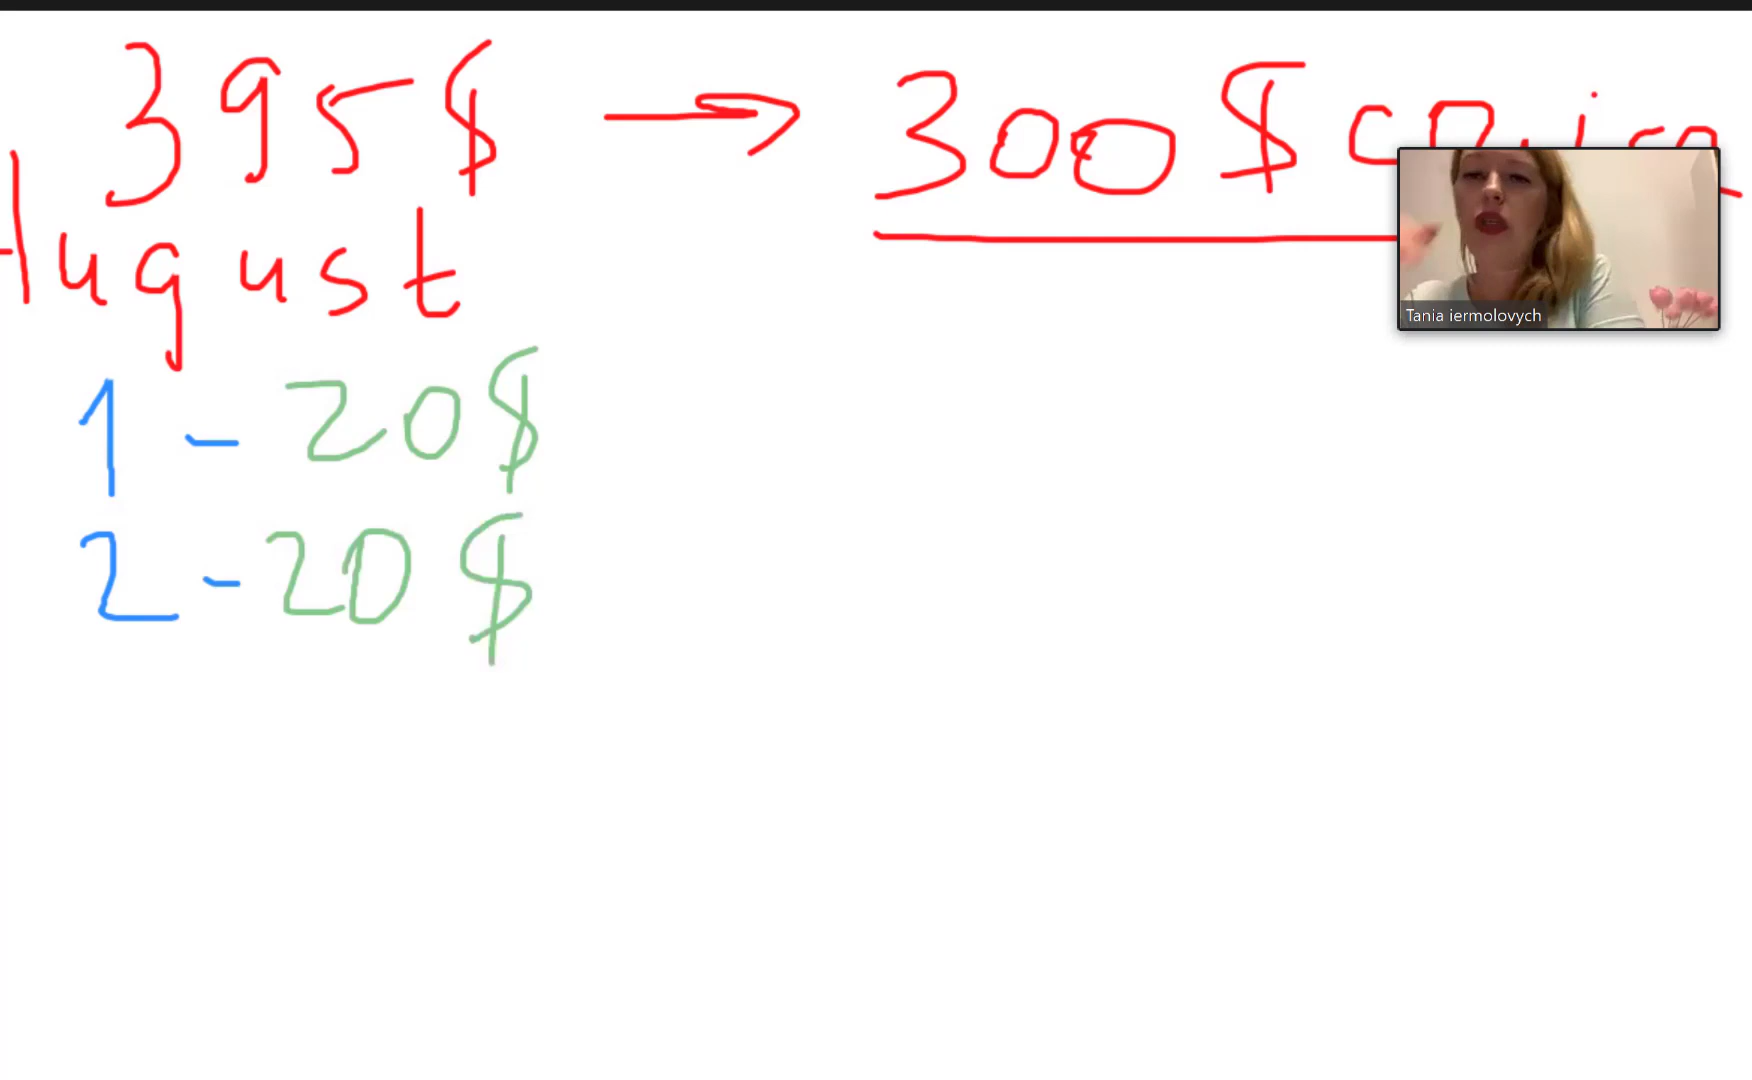 395$ → 300$
August
Tania iermolovych
1 - 20$
2 - 20$